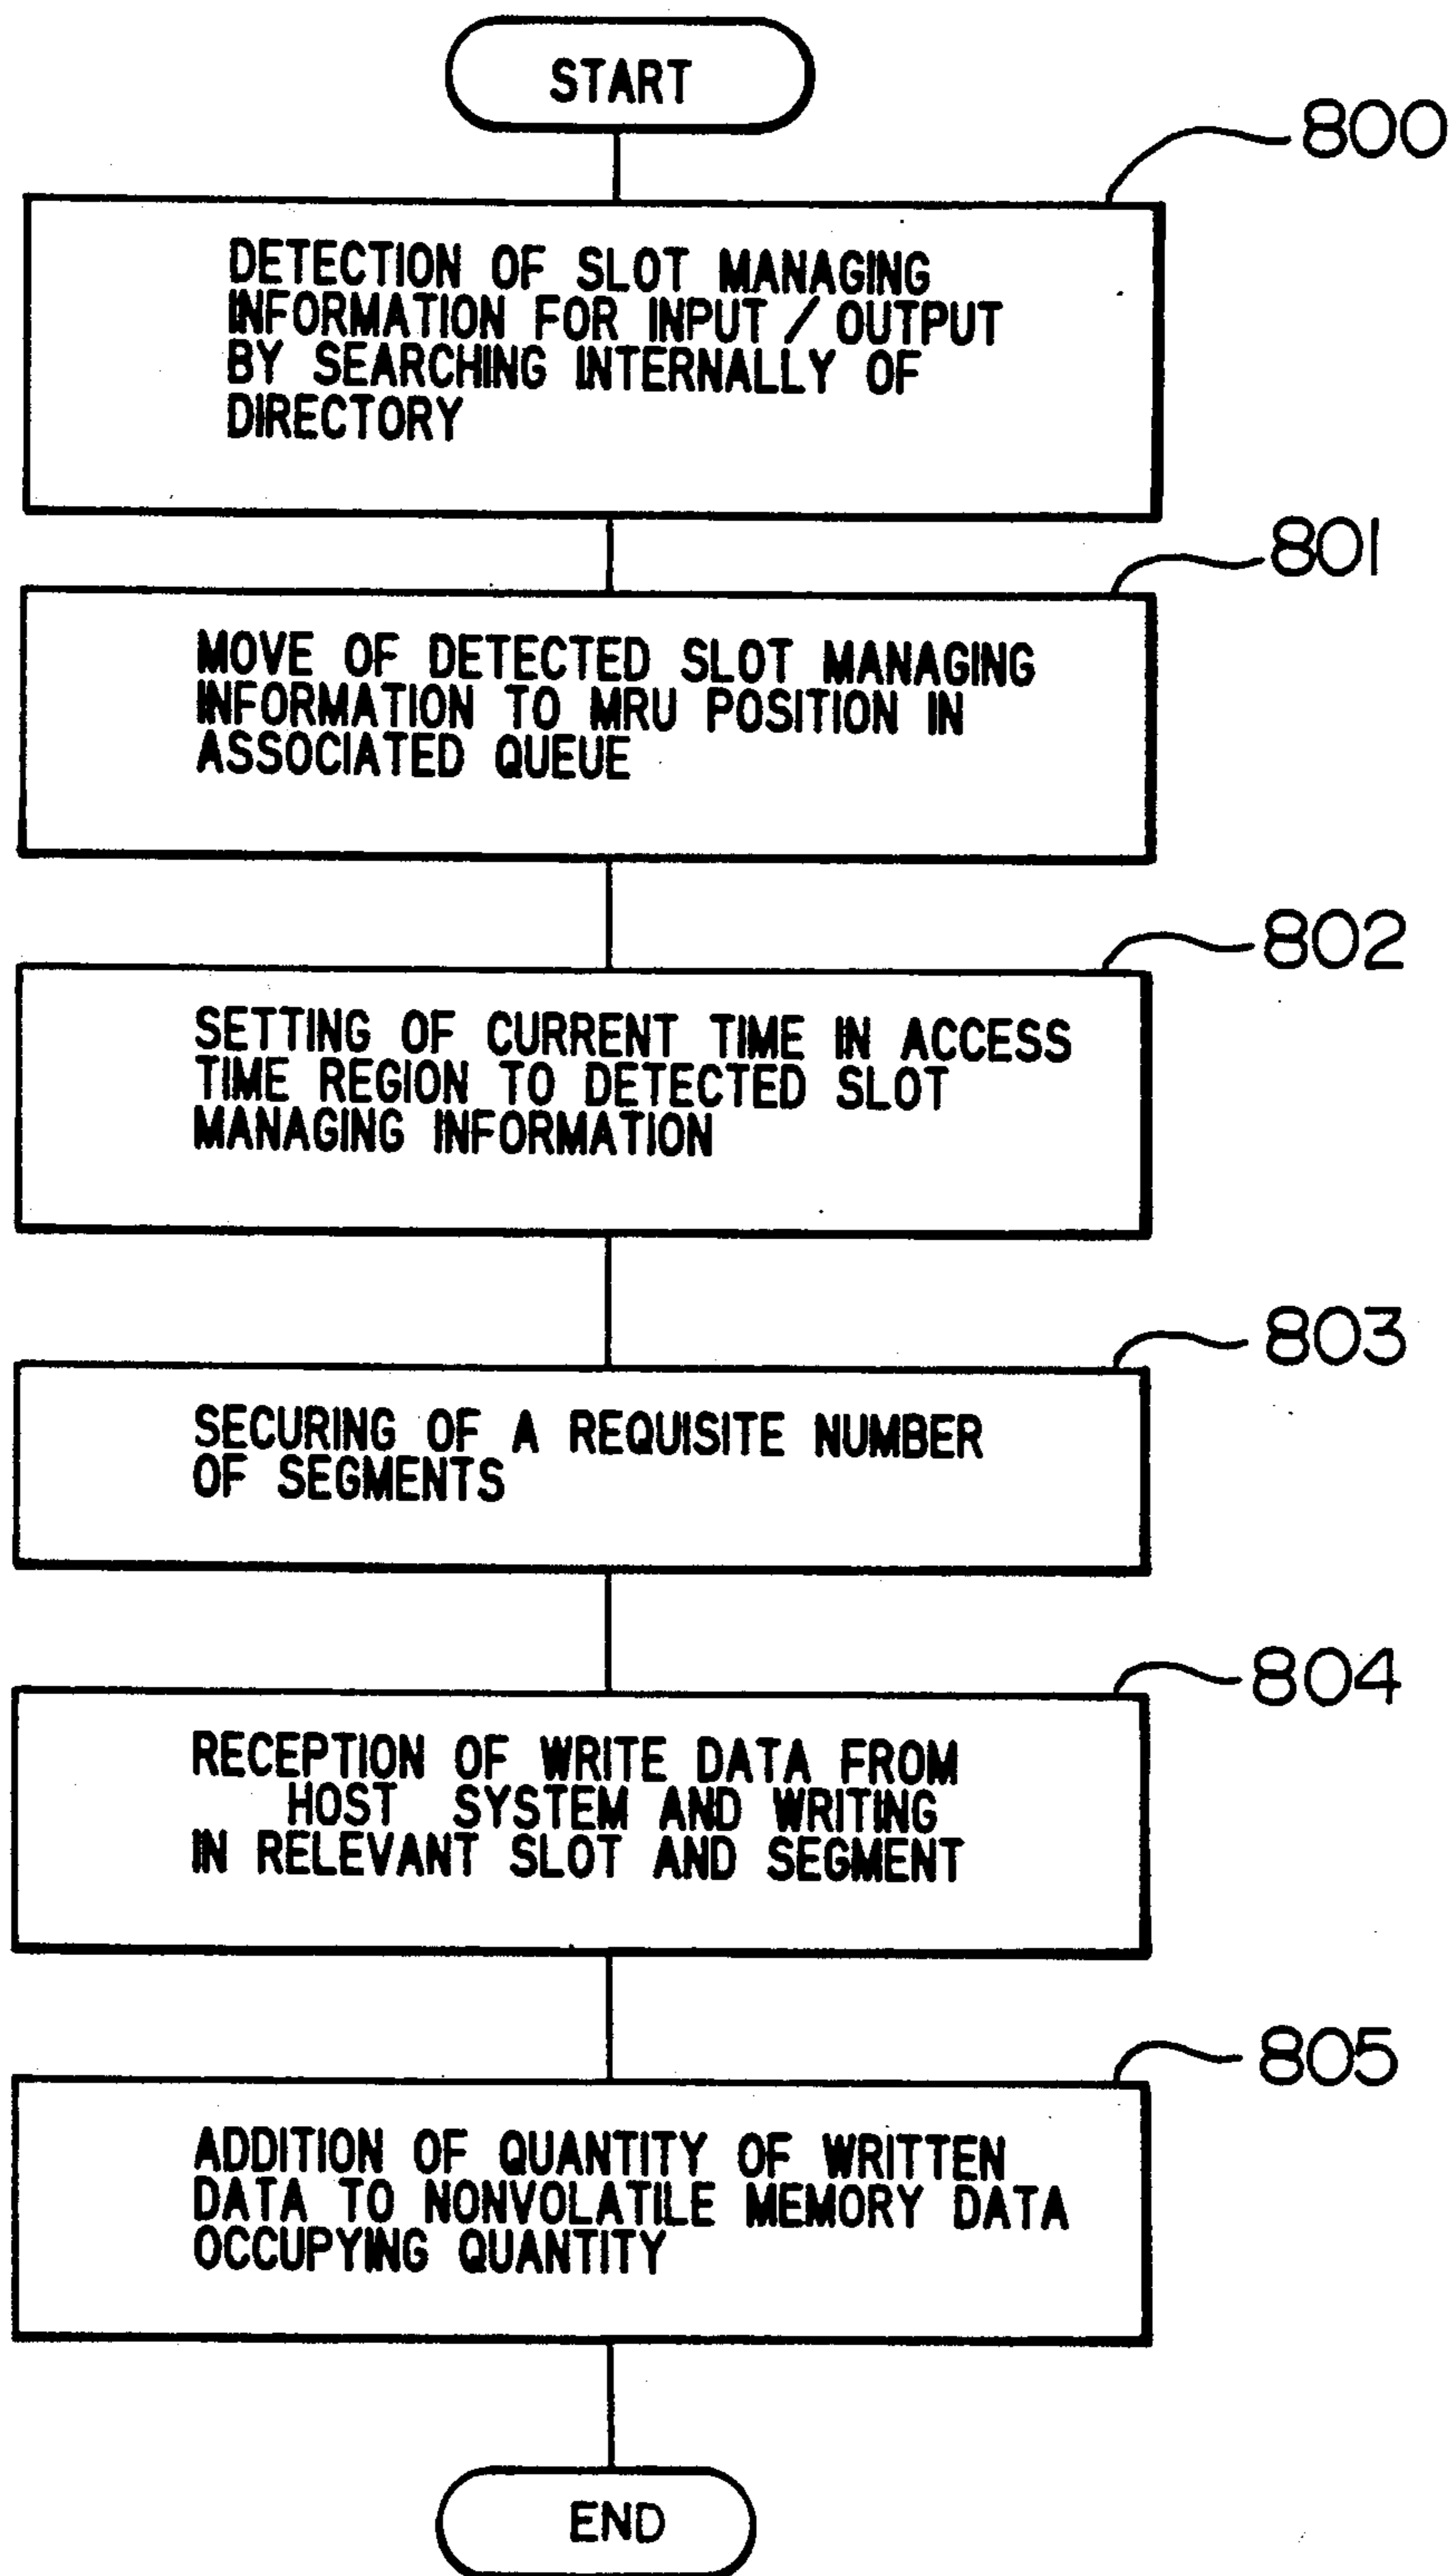 START
800
DETECTION OF SLOT MANAGING
INFORMATION FOR INPUT / OUTPUT
BY SEARCHING INTERNALLY OF
DIRECTORY
801
MOVE OF DETECTED SLOT MANAGING
INFORMATION TO MRU POSITION IN
ASSOCIATED QUEUE
802
SETTING OF CURRENT TIME IN ACCESS
TIME REGION TO DETECTED SLOT
MANAGING INFORMATION
803
SECURING OF A REQUISITE NUMBER
OF SEGMENTS
804
RECEPTION OF WRITE DATA FROM
HOST SYSTEM AND WRITING
IN RELEVANT SLOT AND SEGMENT
805
ADDITION OF QUANTITY OF WRITTEN
DATA TO NONVOLATILE MEMORY DATA
OCCUPYING QUANTITY
END